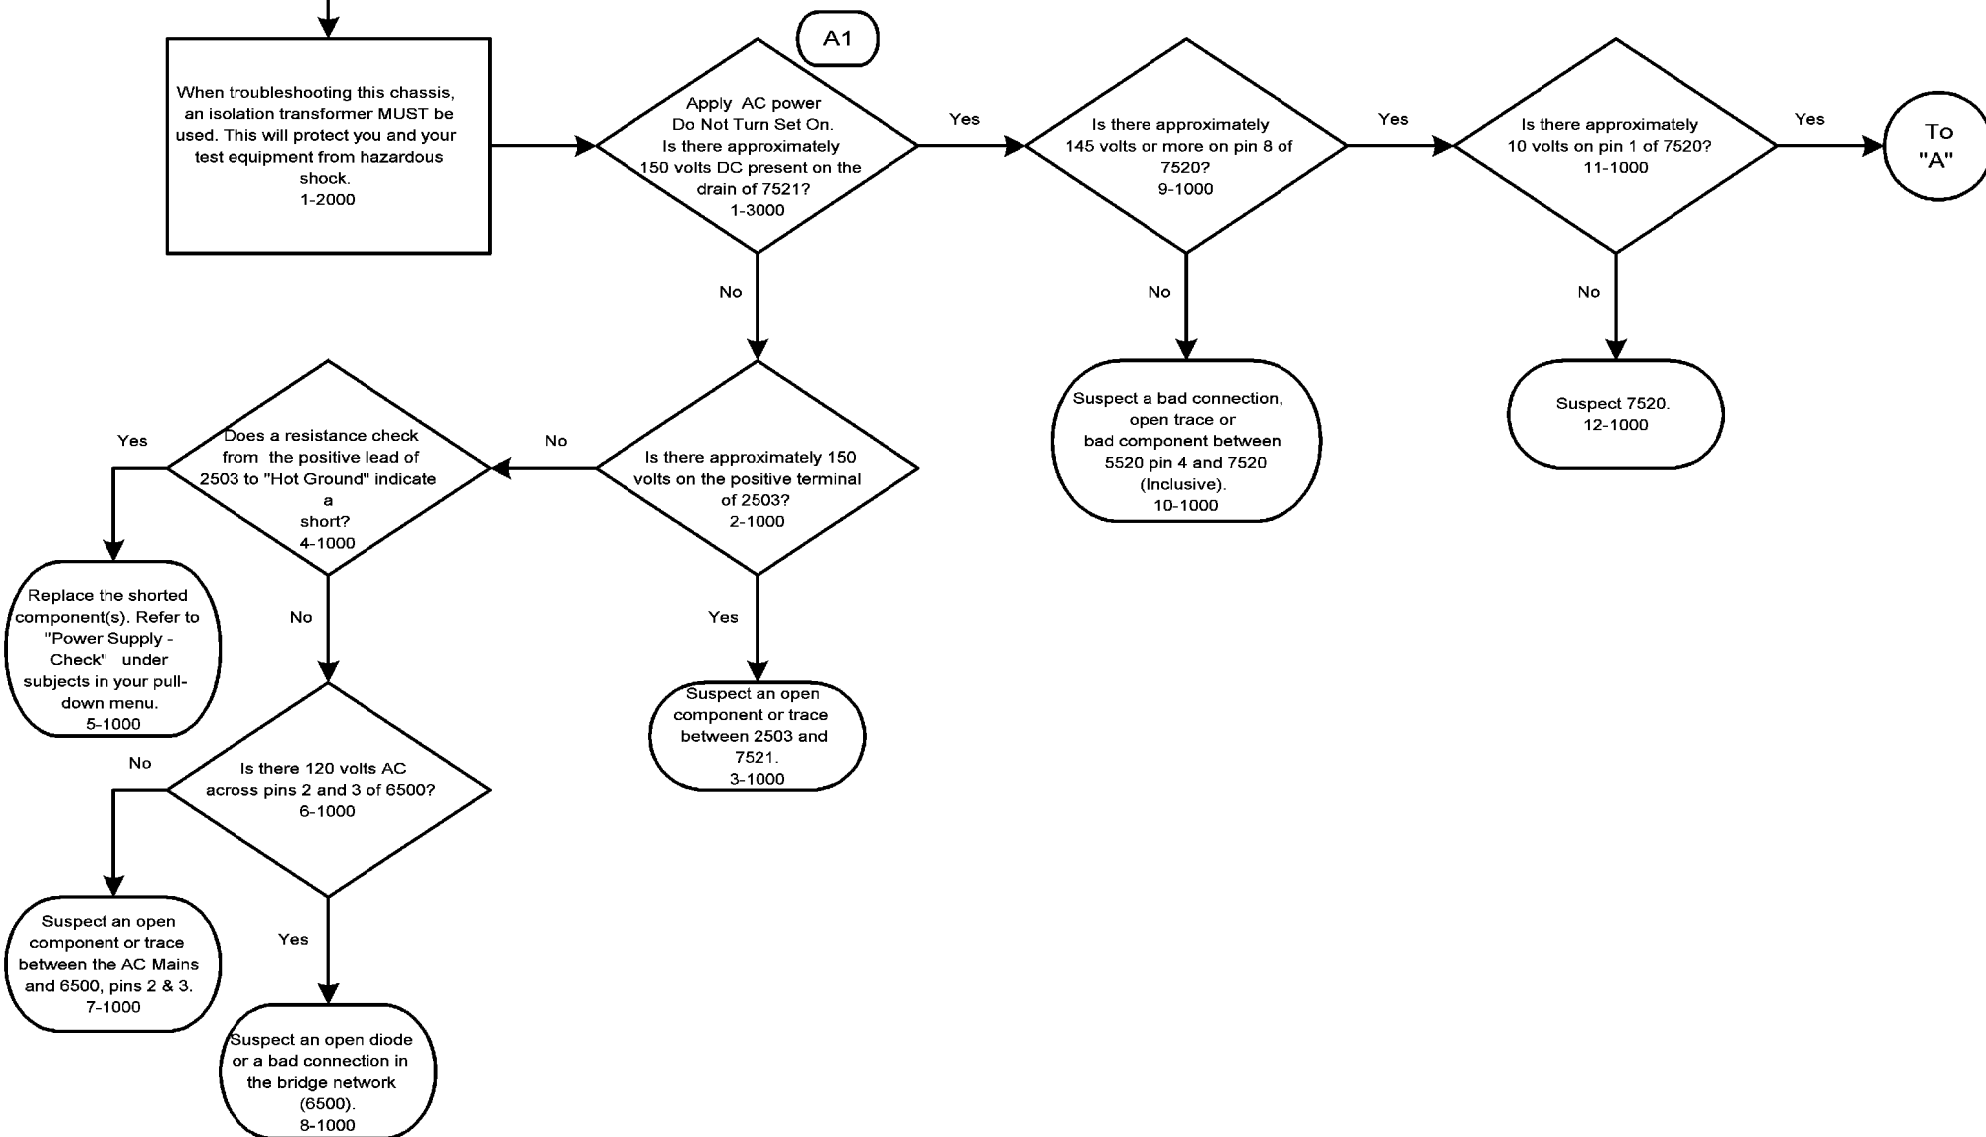 When troubleshooting this chassis,
an isolation transformer MUST be
used. This will protect you and your
test equipment from hazardous
shock.
1-2000
A1
Apply AC power
Do Not Turn Set On.
Is there approximately
150 volts DC present on the
drain of 7521?
1-3000
Yes
Is there approximately
145 volts or more on pin 8 of
7520?
9-1000
Yes
Is there approximately
10 volts on pin 1 of 7520?
11-1000
Yes
To
"A"
No
No
No
Yes
Does a resistance check
from the positive lead of
2503 to "Hot Ground" indicate
a
short?
4-1000
No
Is there approximately 150
volts on the positive terminal
of 2503?
2-1000
Suspect a bad connection,
open trace or
bad component between
5520 pin 4 and 7520
(Inclusive).
10-1000
Suspect 7520.
12-1000
Replace the shorted
component(s). Refer to
"Power Supply -
Check" under
subjects in your pull-
down menu.
5-1000
No
Yes
Suspect an open
component or trace
between 2503 and
7521.
3-1000
No
Is there 120 volts AC
across pins 2 and 3 of 6500?
6-1000
Suspect an open
component or trace
between the AC Mains
and 6500, pins 2 & 3.
7-1000
Yes
Suspect an open diode
or a bad connection in
the bridge network
(6500).
8-1000